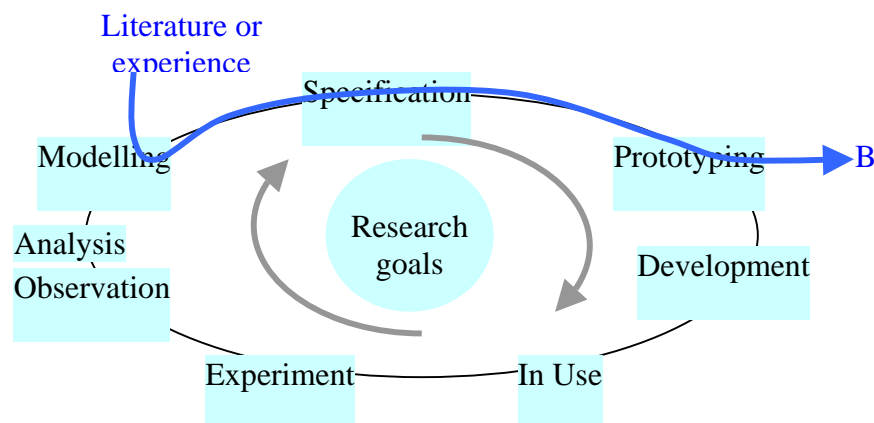 Literature or
experience
Specification
Modelling
Prototyping
B
Research
goals
Analysis
Observation
Development
Experiment
In Use